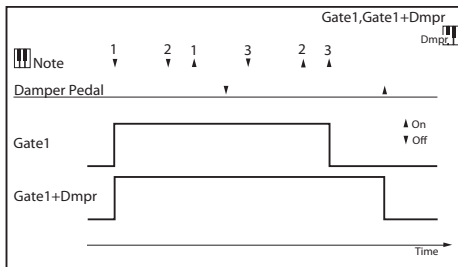 Gate1,Gate1+Dmpr
Dmpr
1 2 1 3 2 3
Note
Damper Pedal
On
Off
Gate1
Gate1+Dmpr
Time